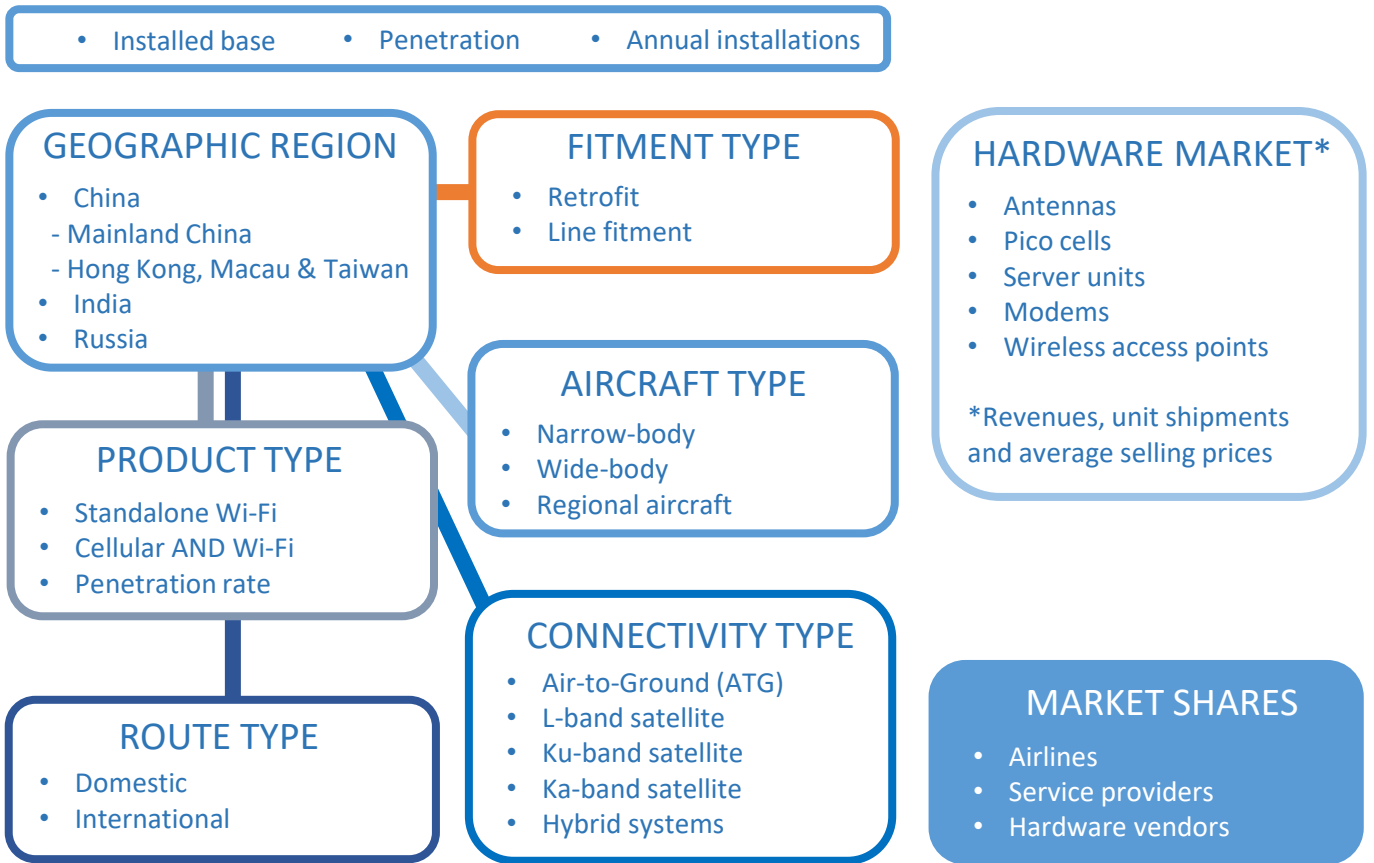 • Installed base • Penetration • Annual installations
GEOGRAPHIC REGION
• China
- Mainland China
- Hong Kong, Macau & Taiwan
• India
• Russia
FITMENT TYPE
• Retrofit
• Line fitment
HARDWARE MARKET*
• Antennas
• Pico cells
• Server units
• Modems
• Wireless access points
*Revenues, unit shipments
and average selling prices
AIRCRAFT TYPE
• Narrow-body
• Wide-body
• Regional aircraft
PRODUCT TYPE
• Standalone Wi-Fi
• Cellular AND Wi-Fi
• Penetration rate
CONNECTIVITY TYPE
• Air-to-Ground (ATG)
• L-band satellite
• Ku-band satellite
• Ka-band satellite
• Hybrid systems
ROUTE TYPE
• Domestic
• International
MARKET SHARES
• Airlines
• Service providers
• Hardware vendors